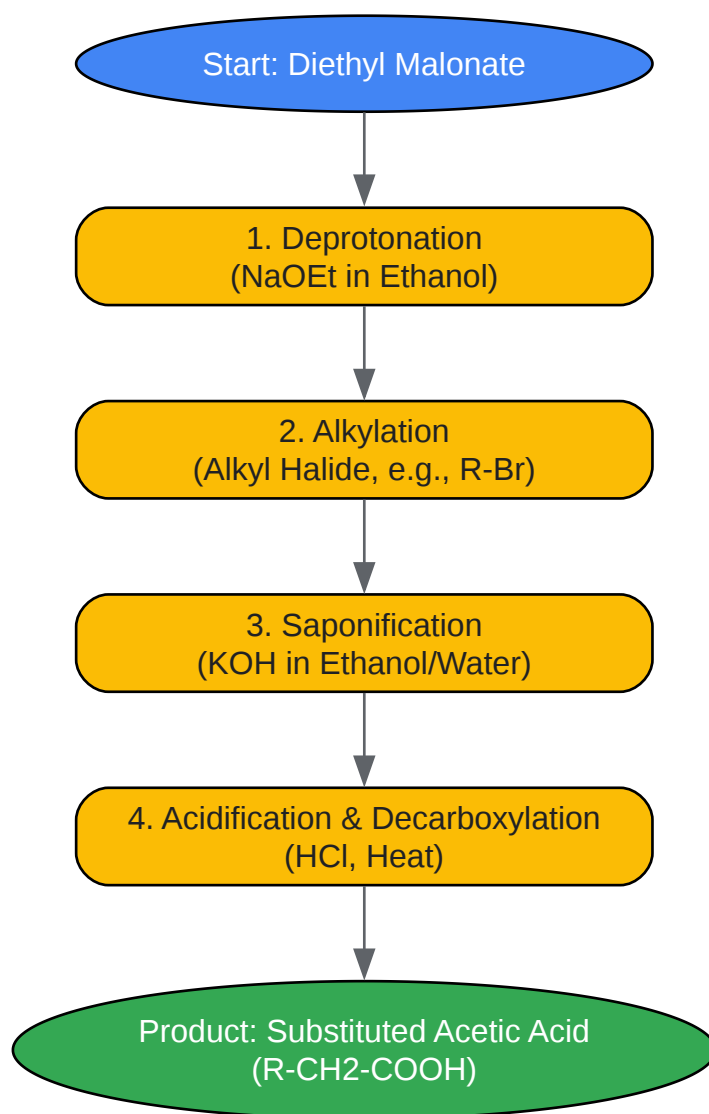 Start: Diethyl Malonate
1. Deprotonation
(NaOEt in Ethanol)
2. Alkylation
(Alkyl Halide, e.g., R-Br)
3. Saponification
(KOH in Ethanol/Water)
4. Acidification & Decarboxylation
(HCl, Heat)
Product: Substituted Acetic Acid
(R-CH2-COOH)